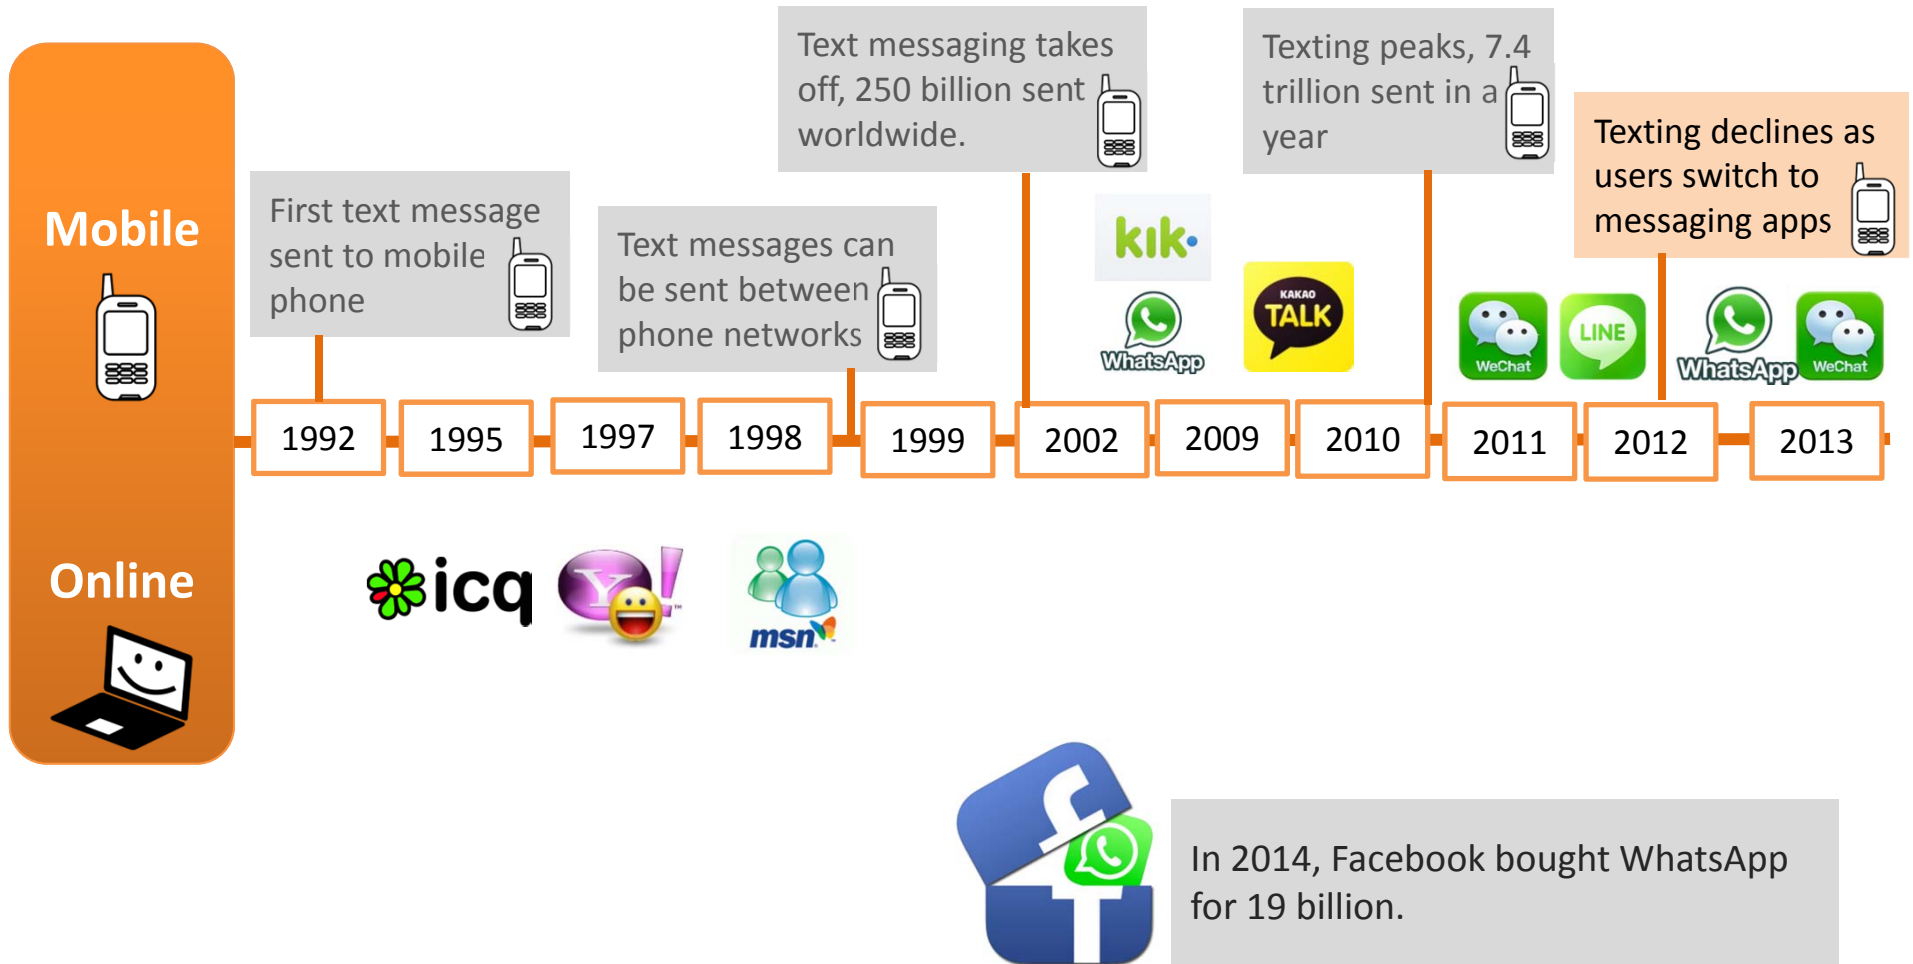 Mobile
Online
First text message
sent to mobile
phone
Text messages can
be sent between
phone networks
Text messaging takes
off, 250 billion sent
worldwide.
Texting peaks, 7.4
trillion sent in a
year
Texting declines as
users switch to
messaging apps
kik
WhatsApp
KAKAO
TALK
WeChat
LINE
WhatsApp
WeChat
1992
1995
1997
1998
1999
2002
2009
2010
2011
2012
2013
icq
Y!
TM
msn
f
In 2014, Facebook bought WhatsApp
for 19 billion.